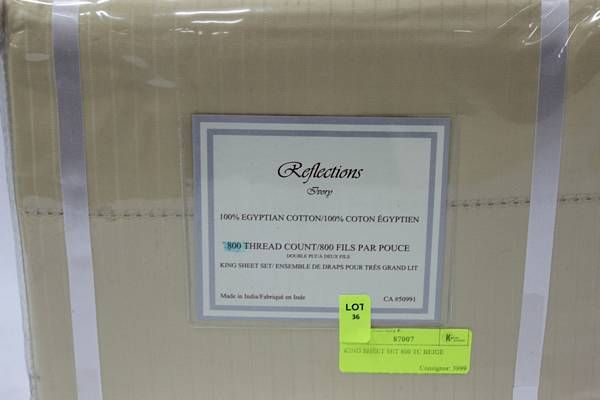 Reflections
Ivory
100% EGYPTIAN COTTON/100% COTON ÉGYPTIEN
800 THREAD COUNT/800 FILS PAR POUCE
DOUBLE PLY/A DEUX FILS
KING SHEET SET/ ENSEMBLE DE DRAPS POUR TRÉS GRAND LIT
Made in India/Fabriqué en Inde
CA #50991
LOT
36
87007
KING SHEET SET 800 TC BEIGE
Consignor: 3999